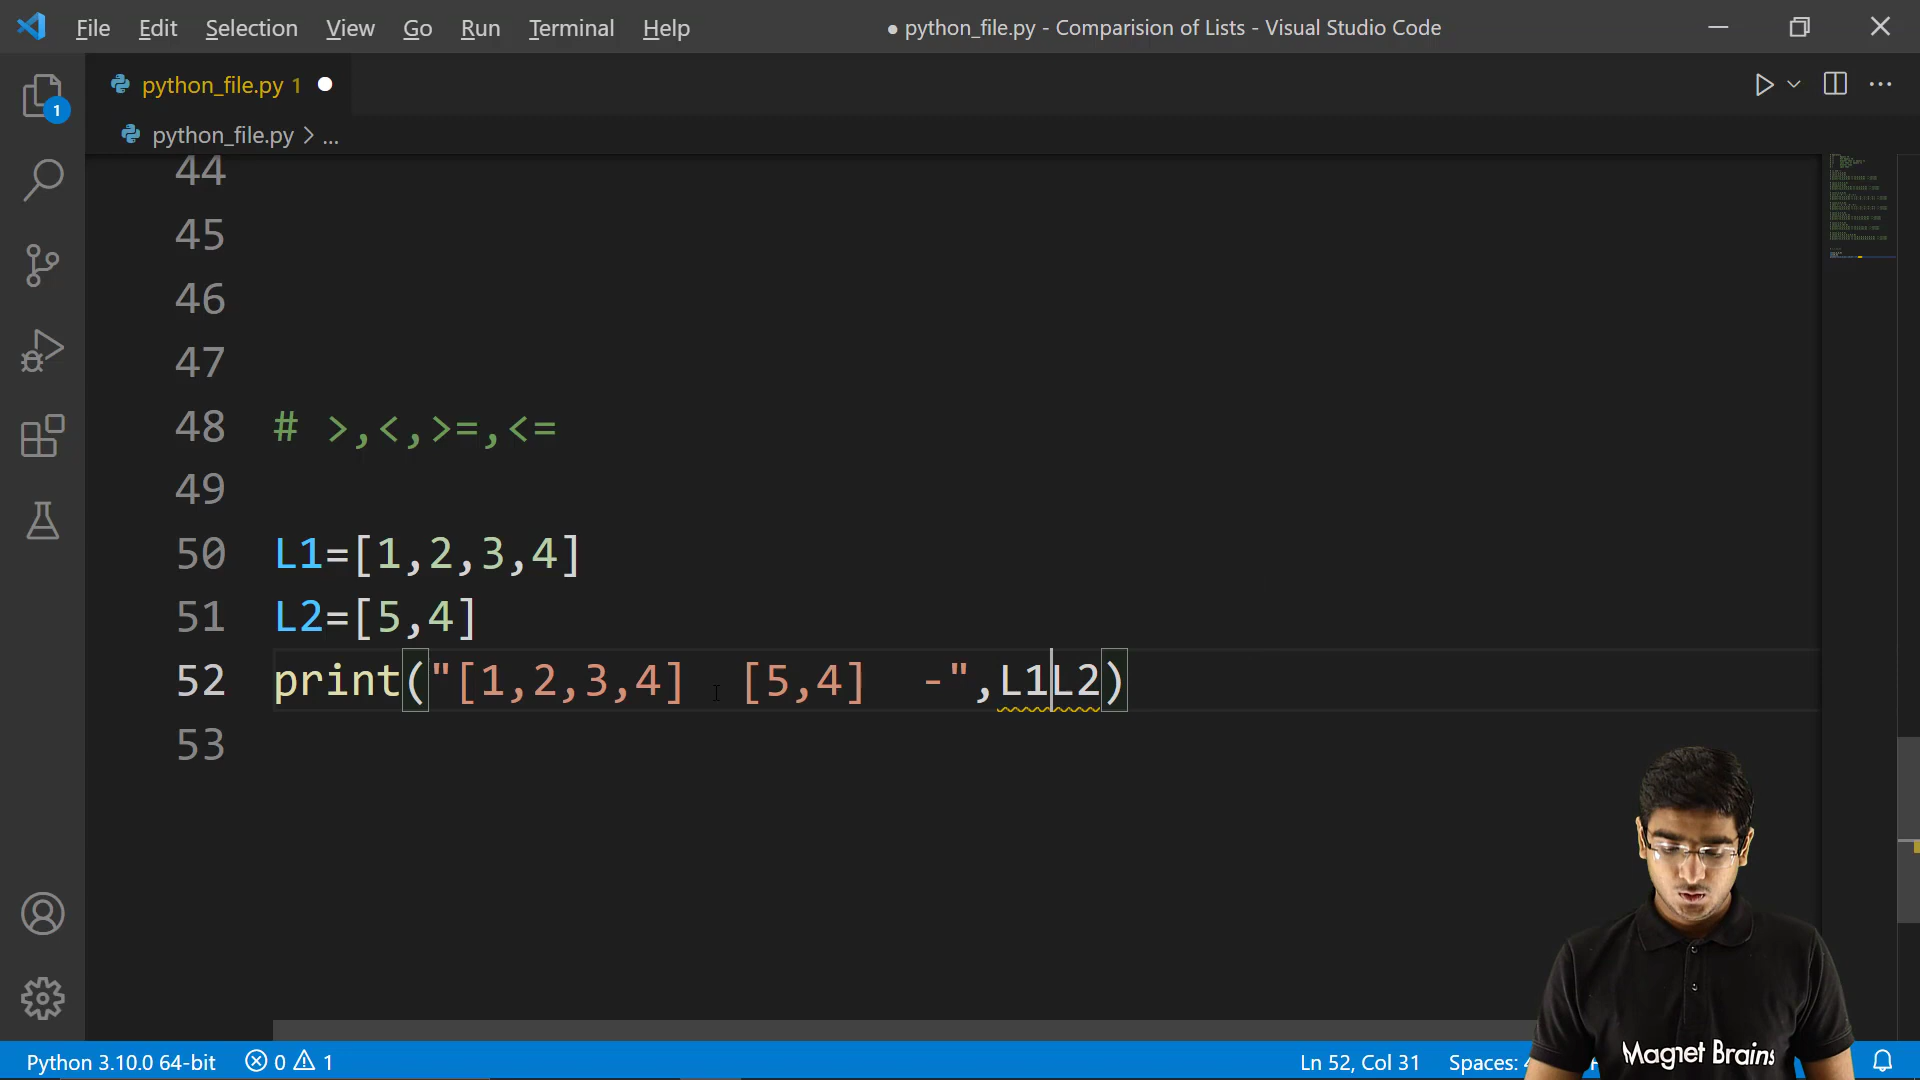 File Edit Selection View Go Run Terminal Help ● python_file.py - Comparision of Lists - Visual Studio Code
python_file.py 1
1
python_file.py > ...
44
45
46
47
48 # >,<,>=,<=
49
50 L1=[1,2,3,4]
51 L2=[5,4]
52 print("[1,2,3,4]  [5,4]  -",L1L2)
53
Magnet Brains
Python 3.10.0 64-bit 0 1 Ln 52, Col 31 Spaces: